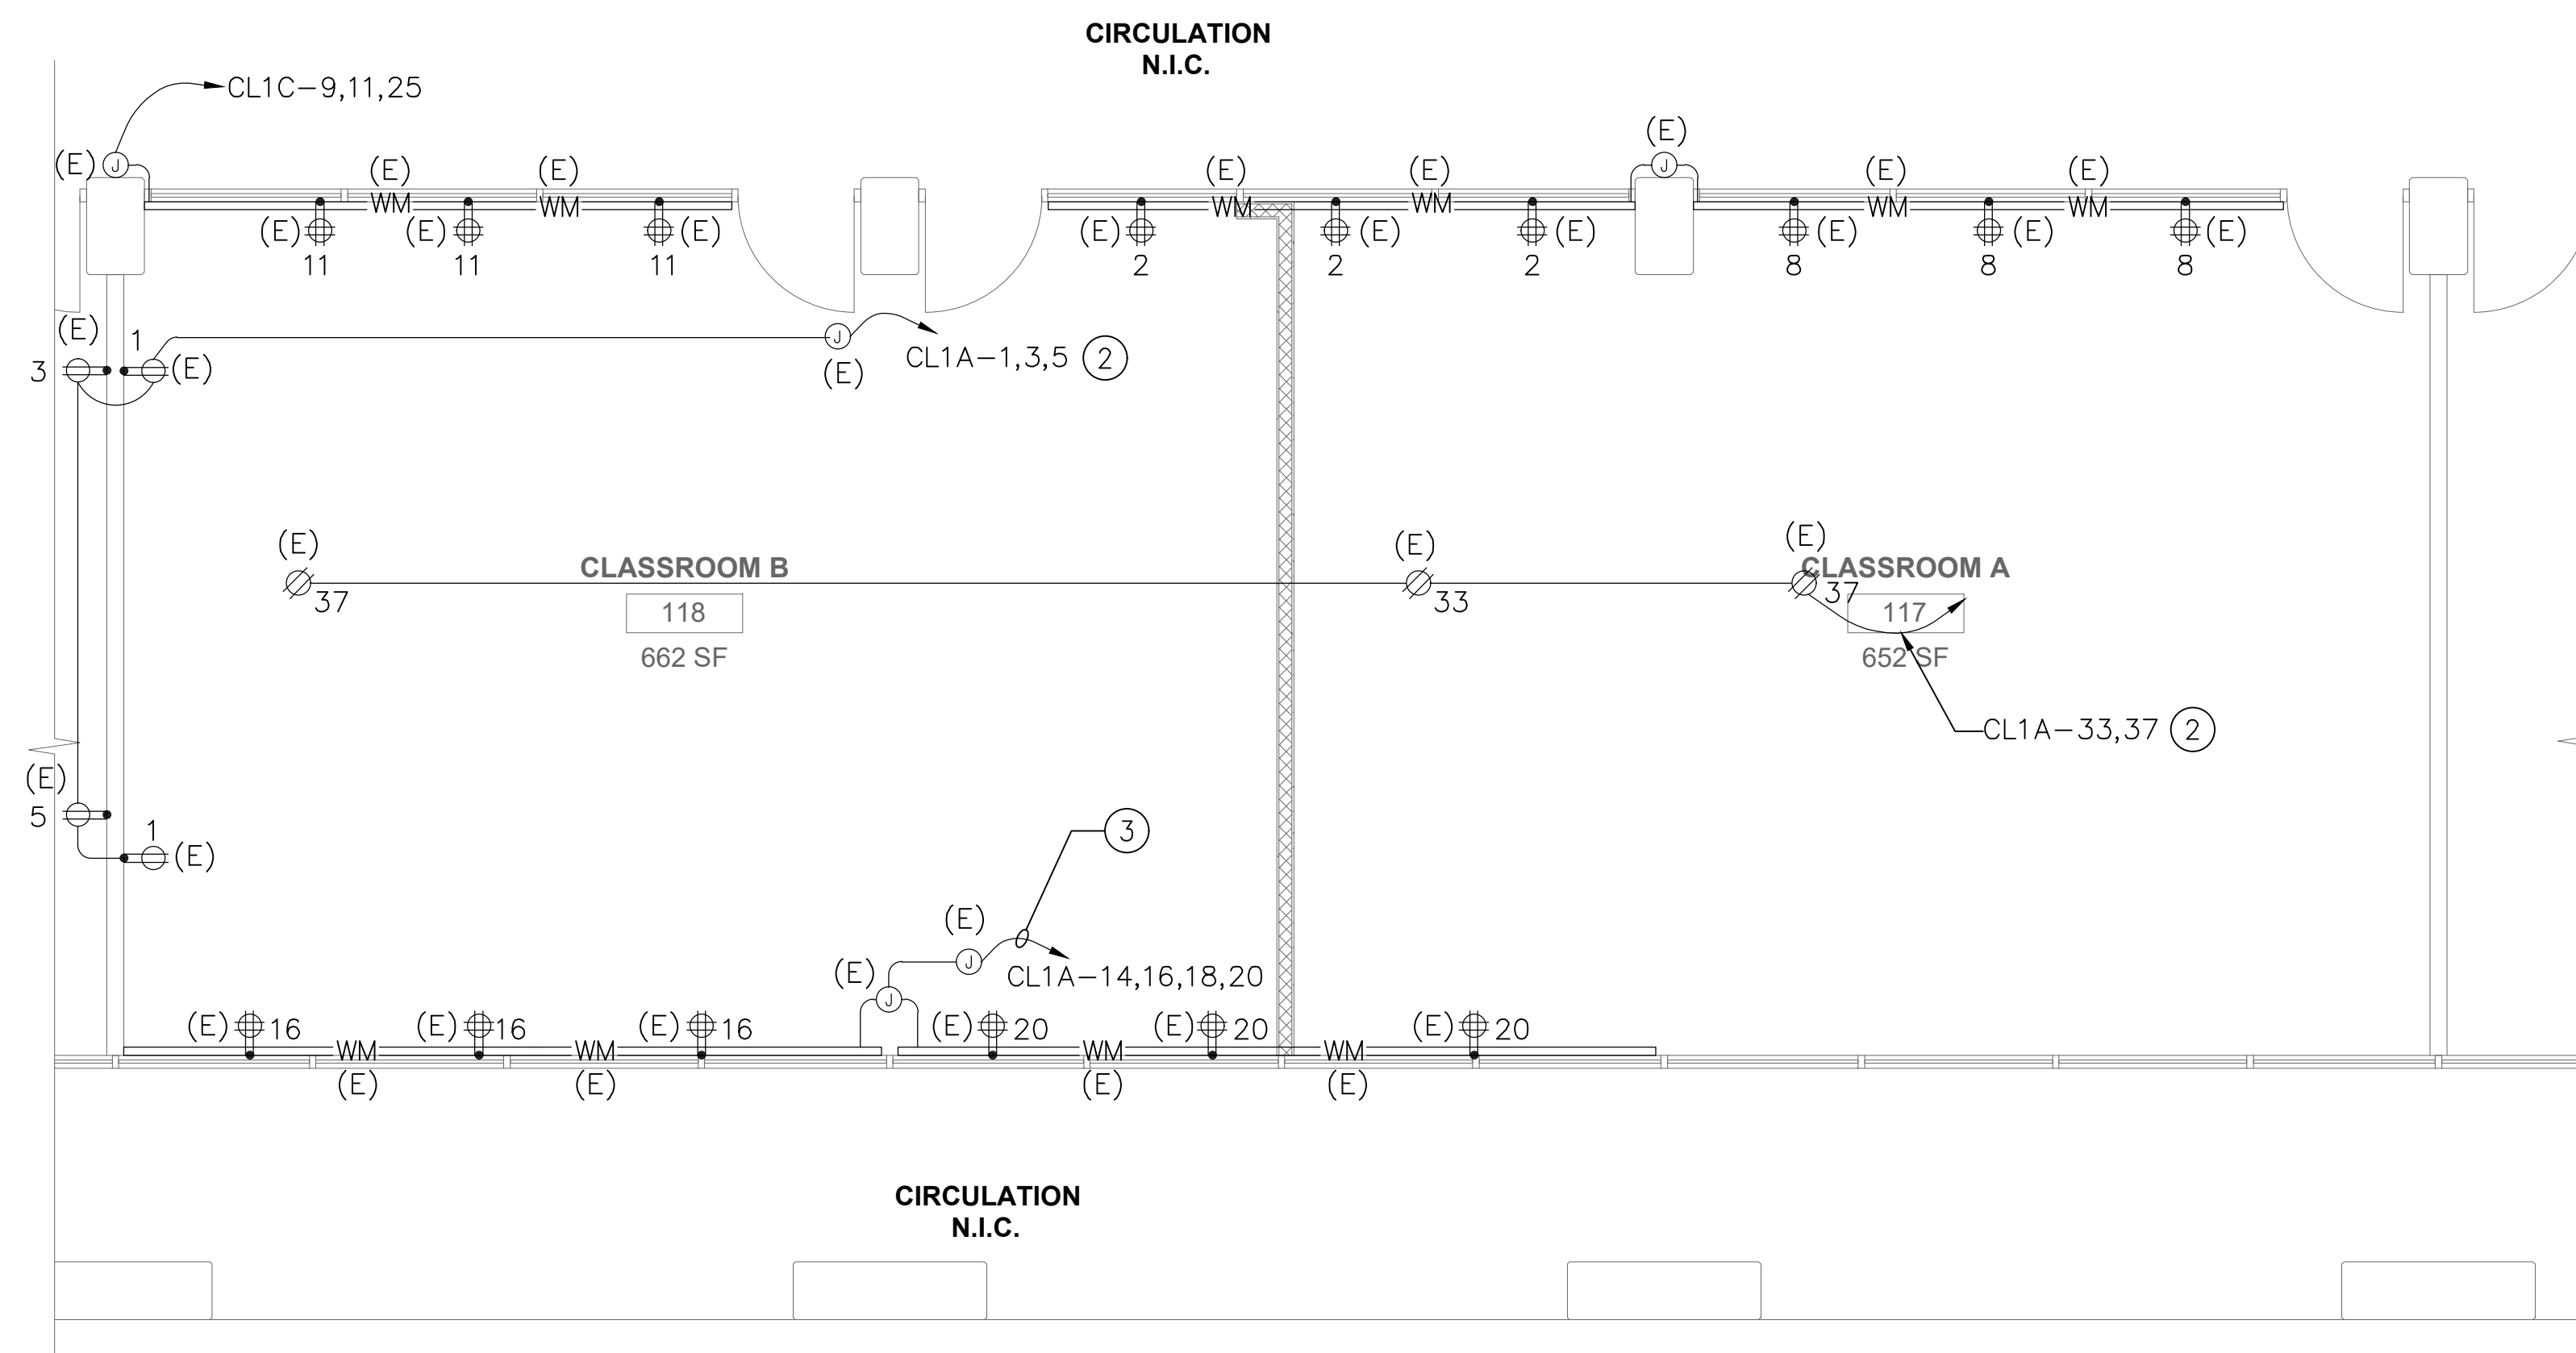 CIRCULATION
N.I.C.
CL1C-9,11,25
(E)
J
(E)
(E)
(E)
(E)
(E)
J
(E)
(E)
WM
WM
WM
WM
WM
WM
(E)
(E)
(E)
(E)
(E)
(E)
(E)
(E)
(E)
11
11
11
2
2
2
8
8
8
(E)
1
J
3
(E)
(E)
CL1A-1,3,5
2
(E)
(E)
(E)
CLASSROOM B
CLASSROOM A
37
33
37
118
117
662 SF
652 SF
CL1A-33,37
2
(E)
5
1
(E)
3
(E)
J
CL1A-14,16,18,20
(E)
J
(E)
16
(E)
16
(E)
16
(E)
20
(E)
20
(E)
20
WM
WM
WM
WM
(E)
(E)
(E)
(E)
CIRCULATION
N.I.C.